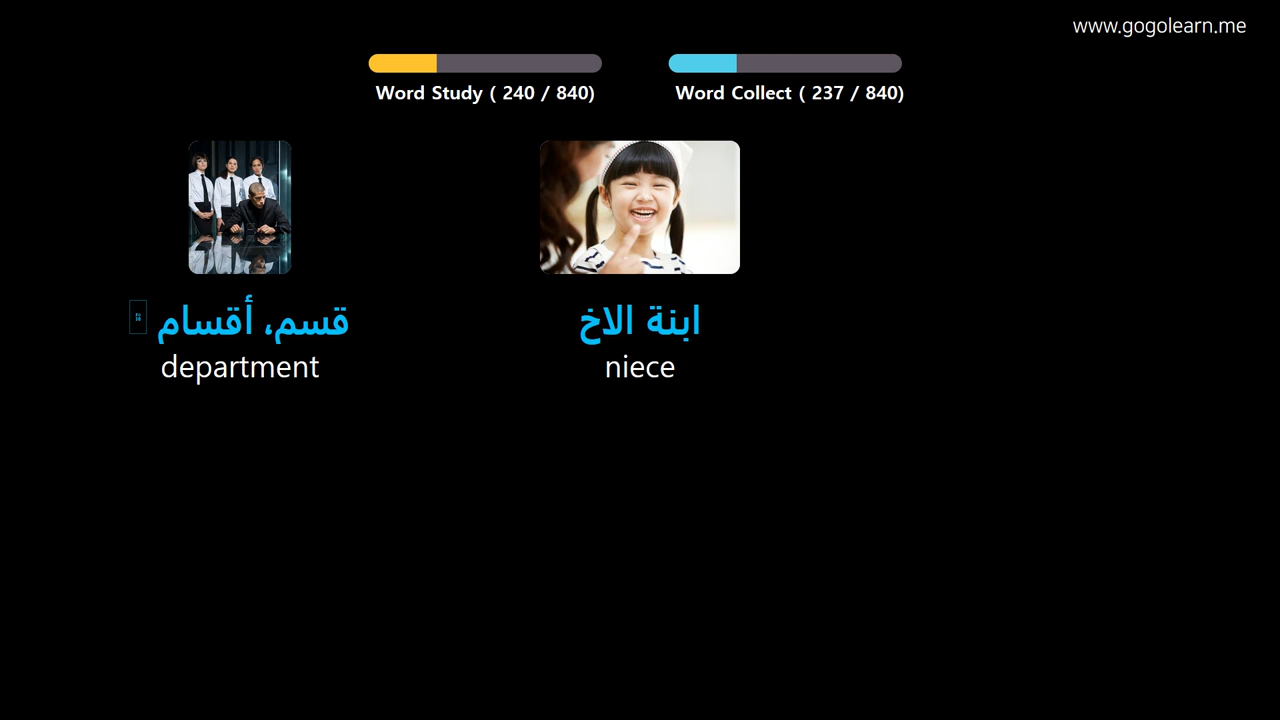 www.gogolearn.me
Word Study ( 240 / 840)
Word Collect ( 237 / 840)
قسم، أقسام
department
ابنة الاخ
niece